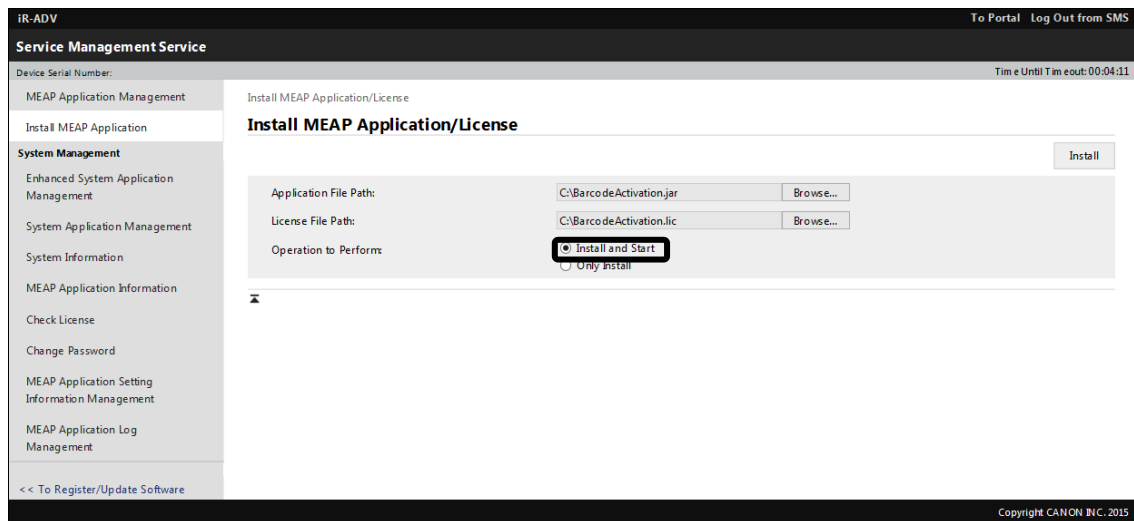 iR-ADV
To Portal Log Out from SMS
Service Management Service
Device Serial Number:
Time Until Timeout: 00:04:11
MEAP Application Management
Install MEAP Application
System Management
Enhanced System Application
Management
System Application Management
System Information
MEAP Application Information
Check License
Change Password
MEAP Application Setting
Information Management
MEAP Application Log
Management
<< To Register/Update Software
Install MEAP Application/License
Install MEAP Application/License
Install
Application File Path:
C:\BarcodeActivation.jar
Browse...
License File Path:
C:\BarcodeActivation.lic
Browse...
Operation to Perform:
Install and Start
Only Install
Copyright CANON INC. 2015